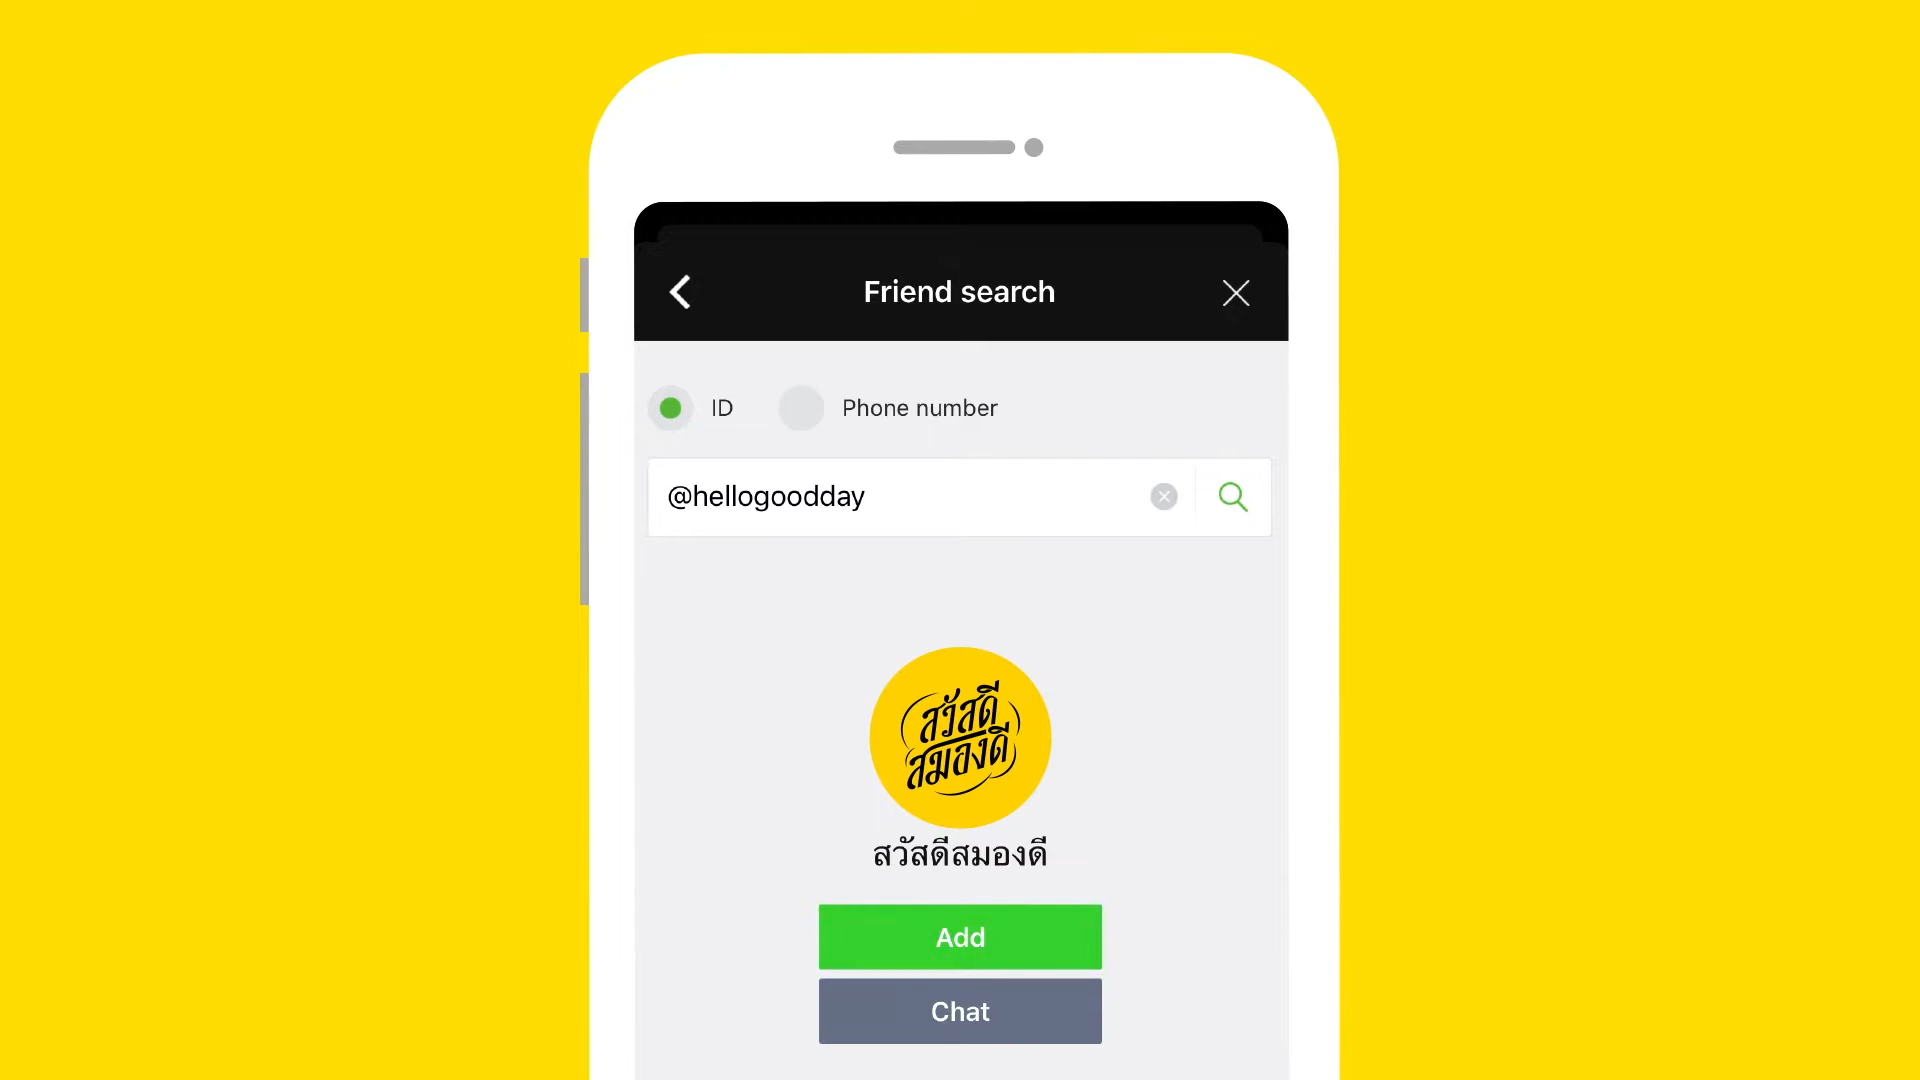 Friend search
ID Phone number
@hellogoodday
สวัสดี
สมองดี
สวัสดีสมองดี
Add
Chat